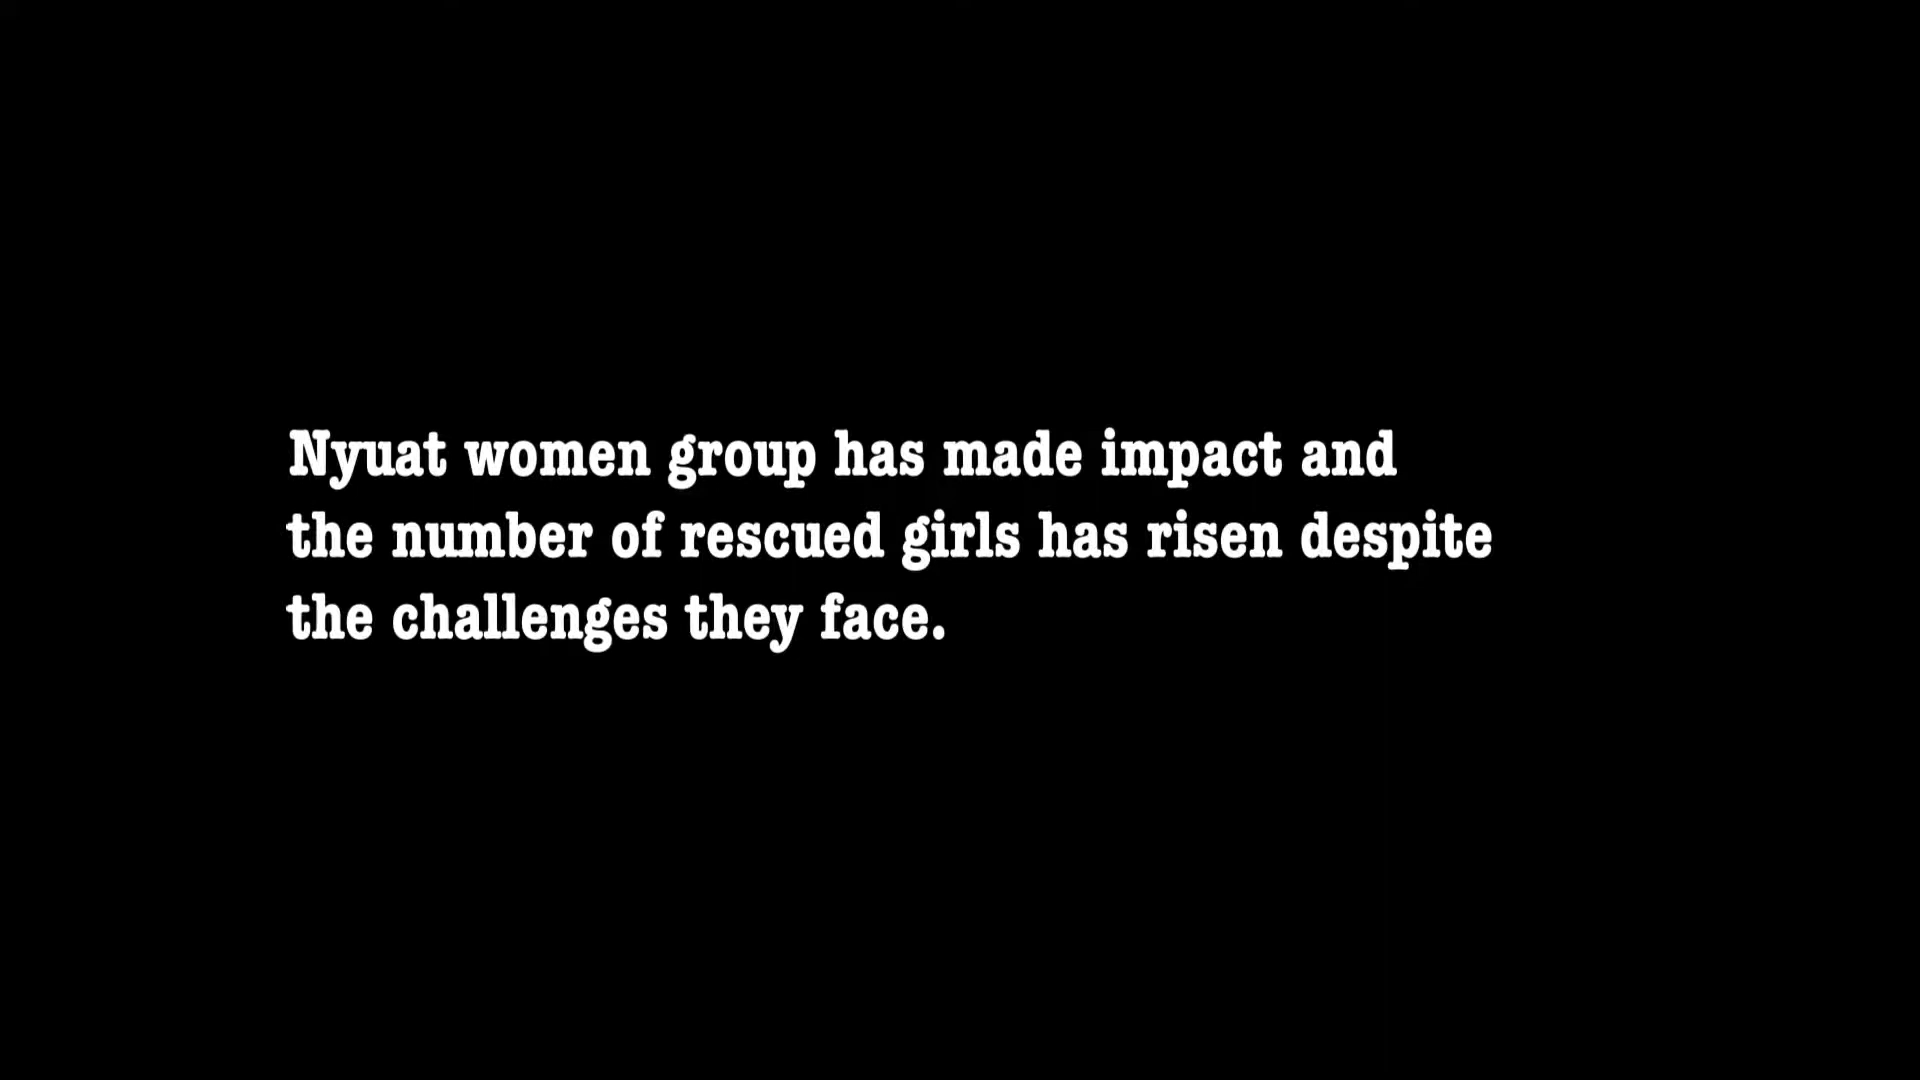 Nyuat women group has made impact and
the number of rescued girls has risen despite
the challenges they face.